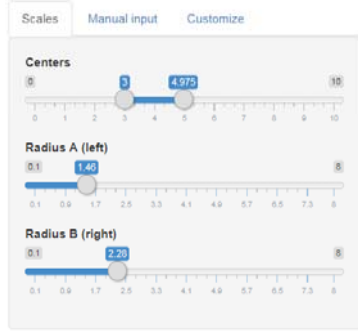 Scales Manual input Customize
Centers
0 3 4.975 10
0 1 2 3 4 5 6 7 8 9 10
Radius A (left)
0.1 1.46 8
0.1 0.9 1.7 2.5 3.3 4.1 4.9 5.7 6.5 7.3 8
Radius B (right)
0.1 2.26 8
0.1 0.9 1.7 2.5 3.3 4.1 4.9 5.7 6.5 7.3 8